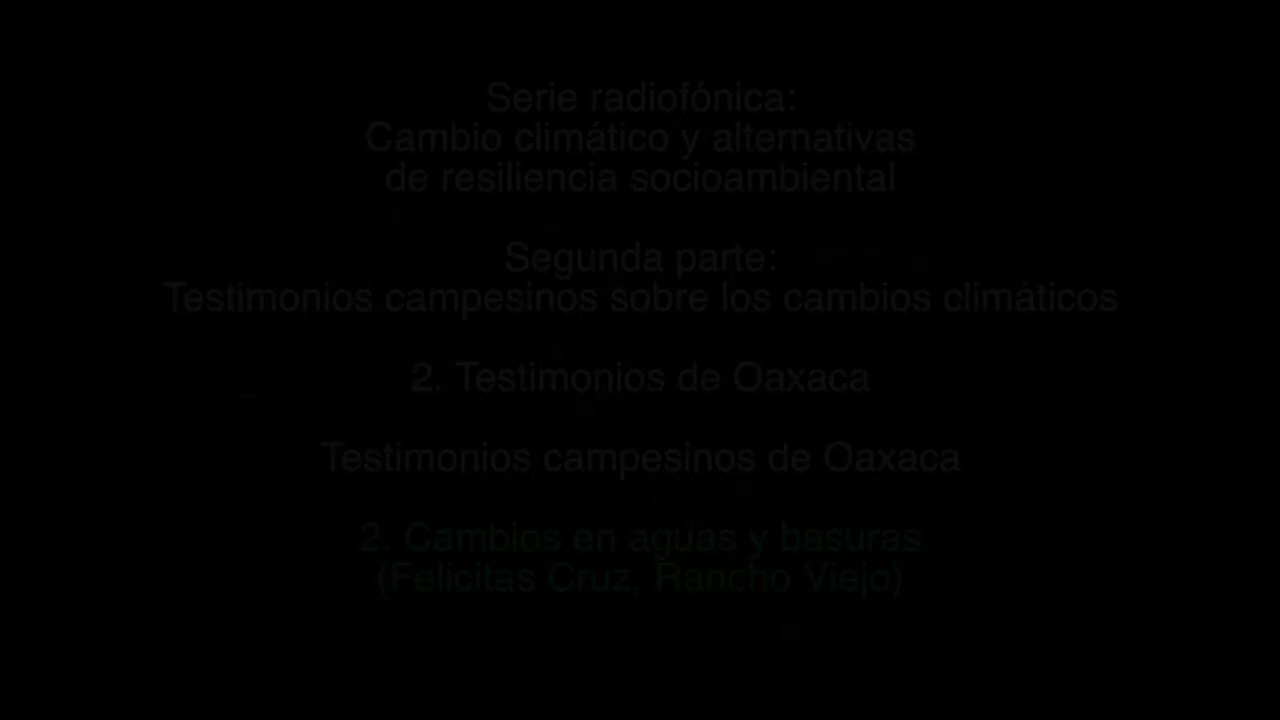 Serie radiofónica:
Cambio climático y alternativas
de resiliencia socioambiental
Segunda parte:
Testimonios campesinos sobre los cambios climáticos
2. Testimonios de Oaxaca
Testimonios campesinos de Oaxaca
2. Cambios en aguas y basuras
(Felicitas Cruz, Rancho Viejo)